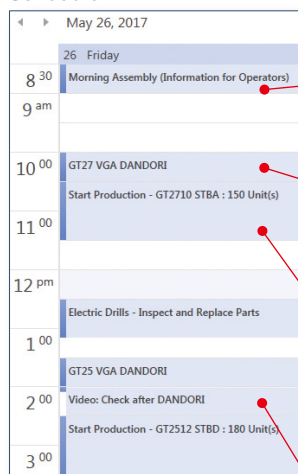 May 26, 2017
26 Friday
8 30 Morning Assembly (Information for Operators)
9 am
10 00 GT27 VGA DANDORI
Start Production - GT2710 STBA : 150 Unit(s)
11 00
12 pm
Electric Drills - Inspect and Replace Parts
1 00
GT25 VGA DANDORI
2 00 Video: Check after DANDORI
Start Production - GT2512 STBD : 180 Unit(s)
3 00